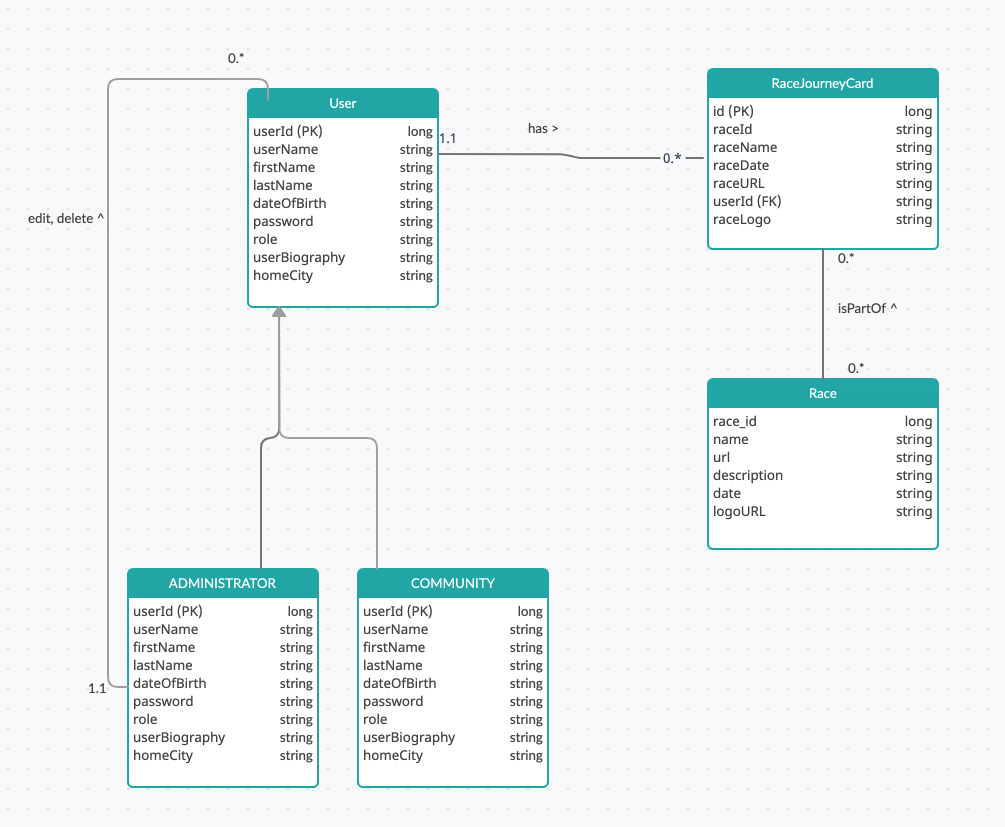 0.*
User
userId (PK) long
userName string
firstName string
lastName string
dateOfBirth string
password string
role string
userBiography string
homeCity string
1.1
has >
0.*
RaceJourneyCard
id (PK) long
raceId string
raceName string
raceDate string
raceURL string
userId (FK) string
raceLogo string
edit, delete ^
0.*
isPartOf ^
0.*
Race
race_id long
name string
url string
description string
date string
logoURL string
ADMINISTRATOR
userId (PK) long
userName string
firstName string
lastName string
dateOfBirth string
password string
role string
userBiography string
homeCity string
1.1
COMMUNITY
userId (PK) long
userName string
firstName string
lastName string
dateOfBirth string
password string
role string
userBiography string
homeCity string